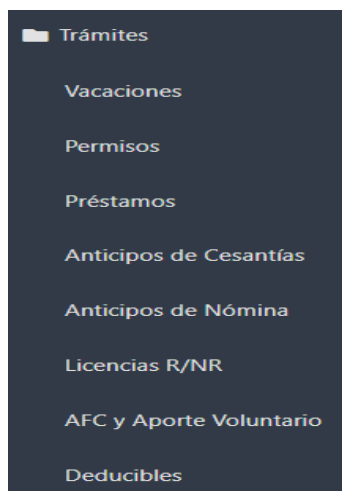 Trámites
Vacaciones
Permisos
Préstamos
Anticipos de Cesantías
Anticipos de Nómina
Licencias R/NR
AFC y Aporte Voluntario
Deducibles